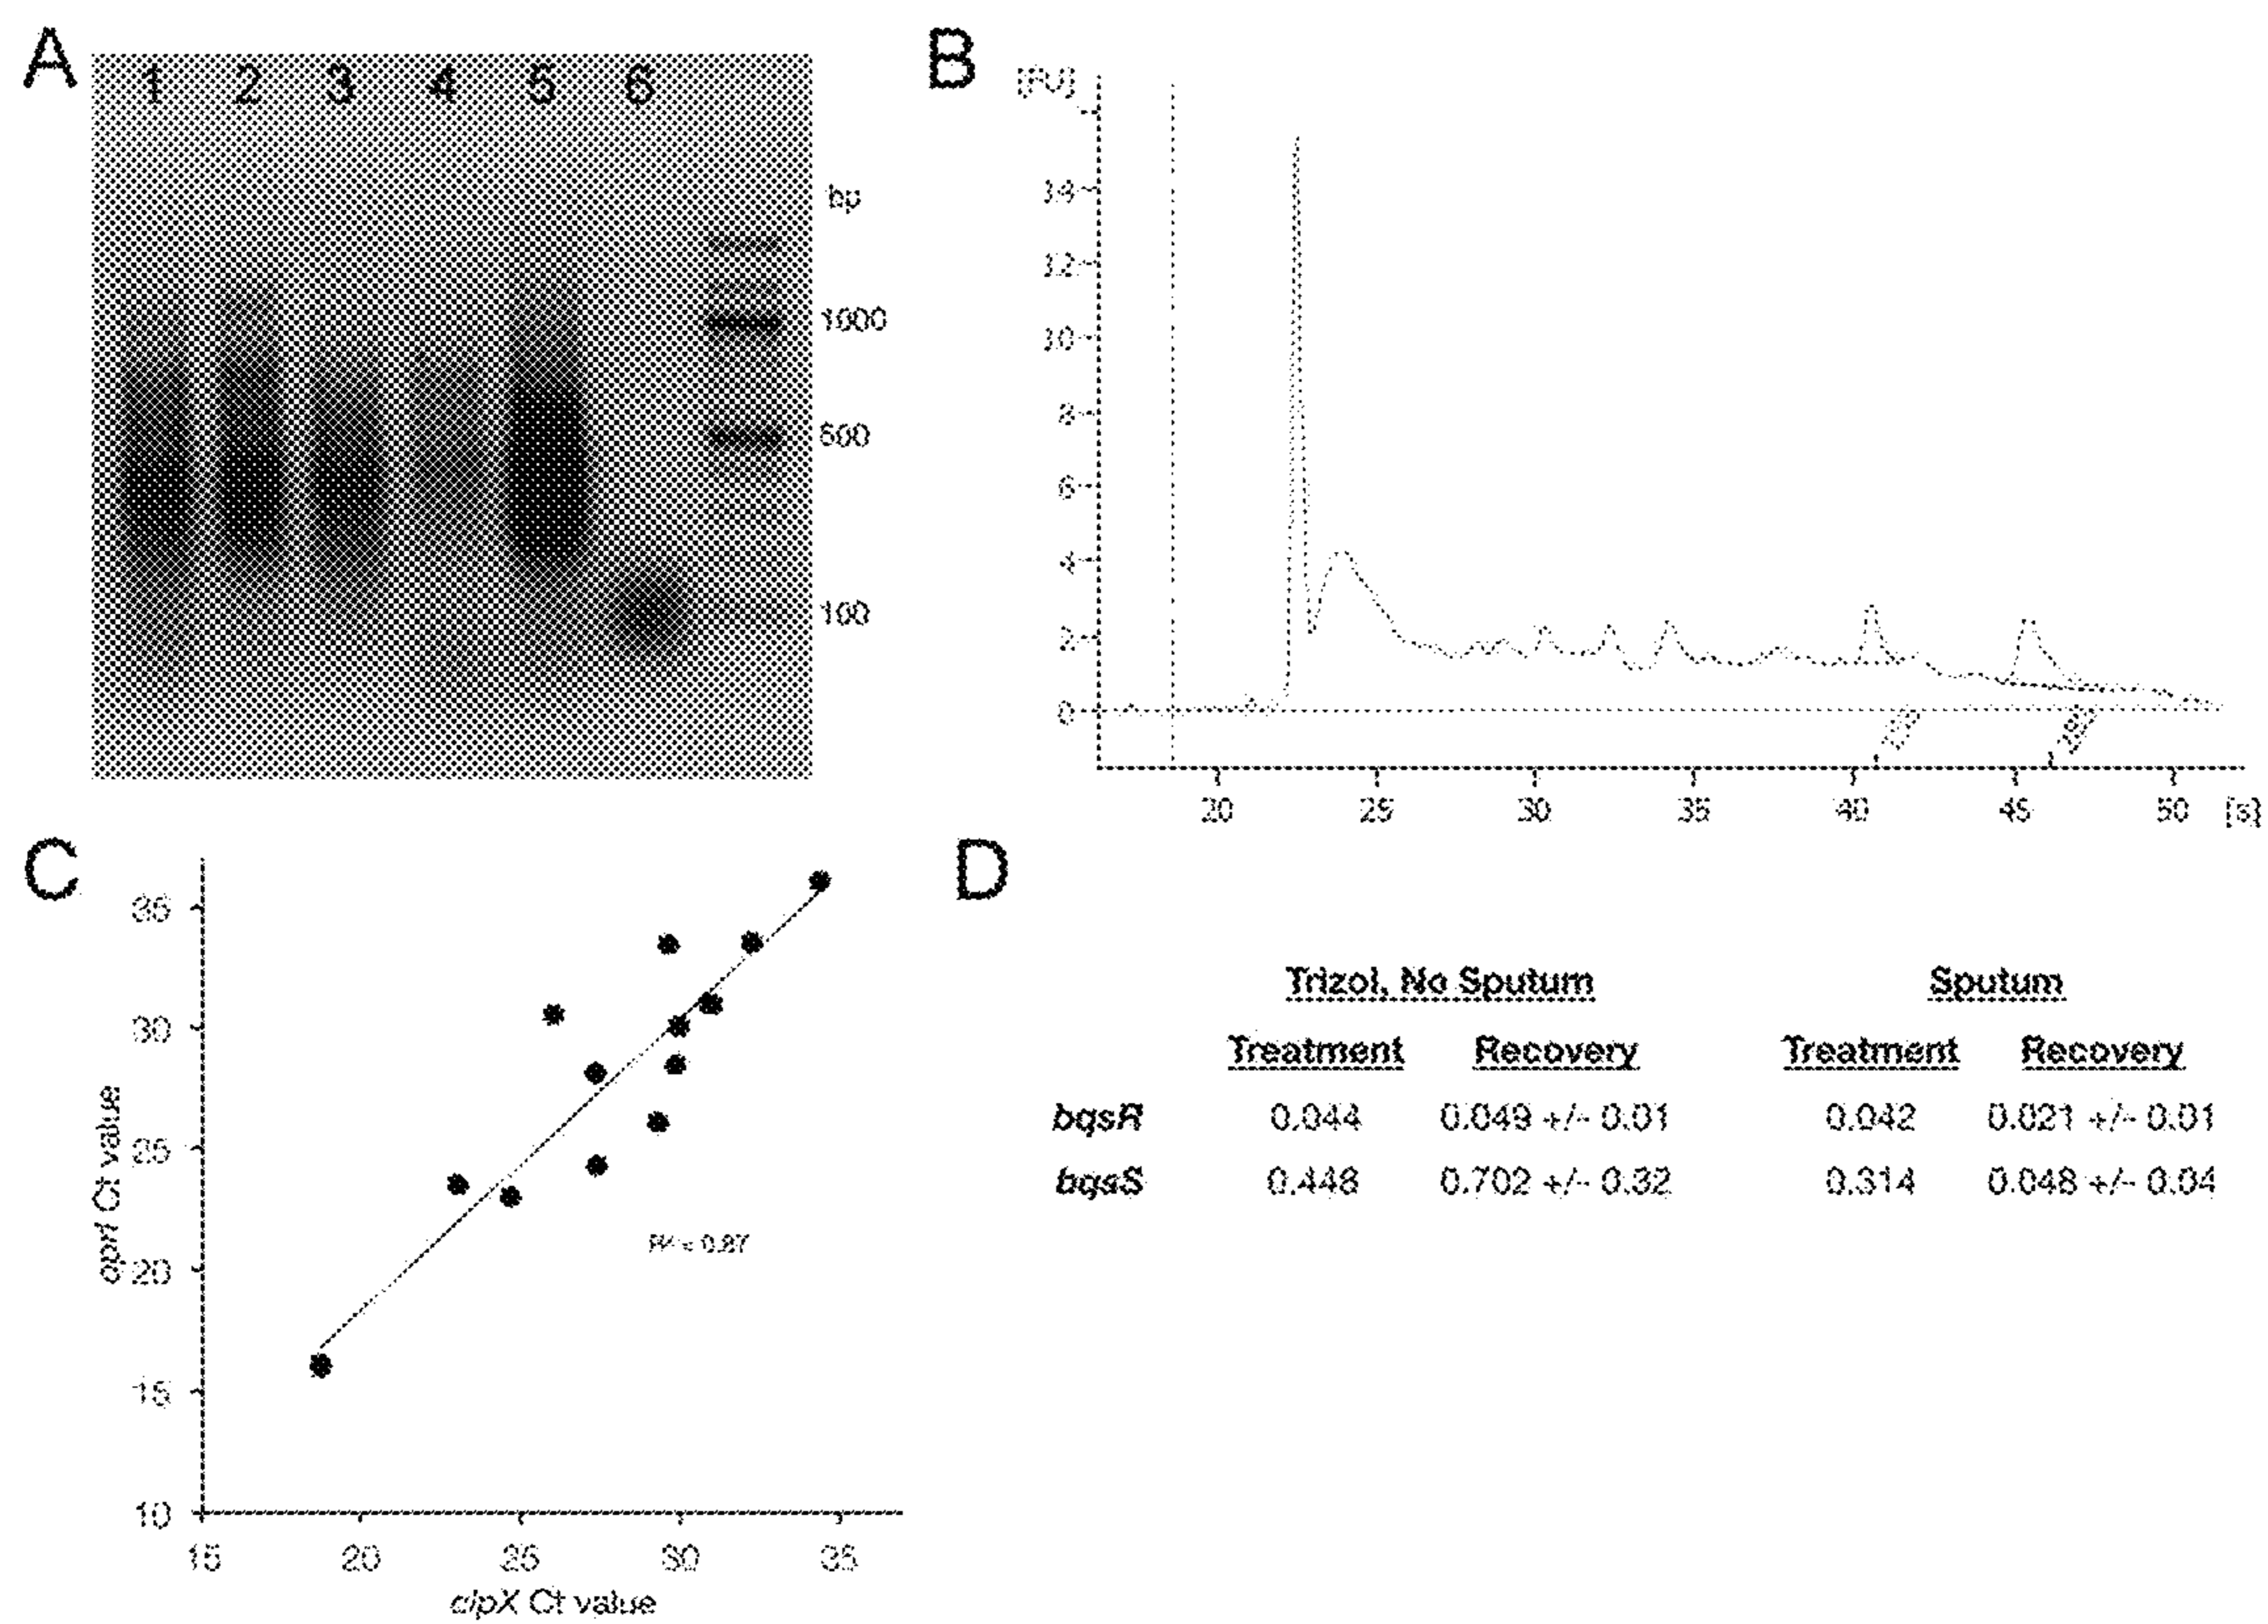 A
1 2 3 4 5 6
bp
1000
500
100
B
[FU]
14
12
10
8
6
4
2
0
20 25 30 35 40 45 50 [s]
C
oprI Ct value
35
30
25
20
15
10
R² = 0.87
15 20 25 30 35
clpX Ct value
D
Trizol, No Sputum Sputum
Treatment Recovery Treatment Recovery
bqsR 0.044 0.049 +/- 0.01 0.042 0.021 +/- 0.01
bqsS 0.448 0.702 +/- 0.32 0.314 0.048 +/- 0.04